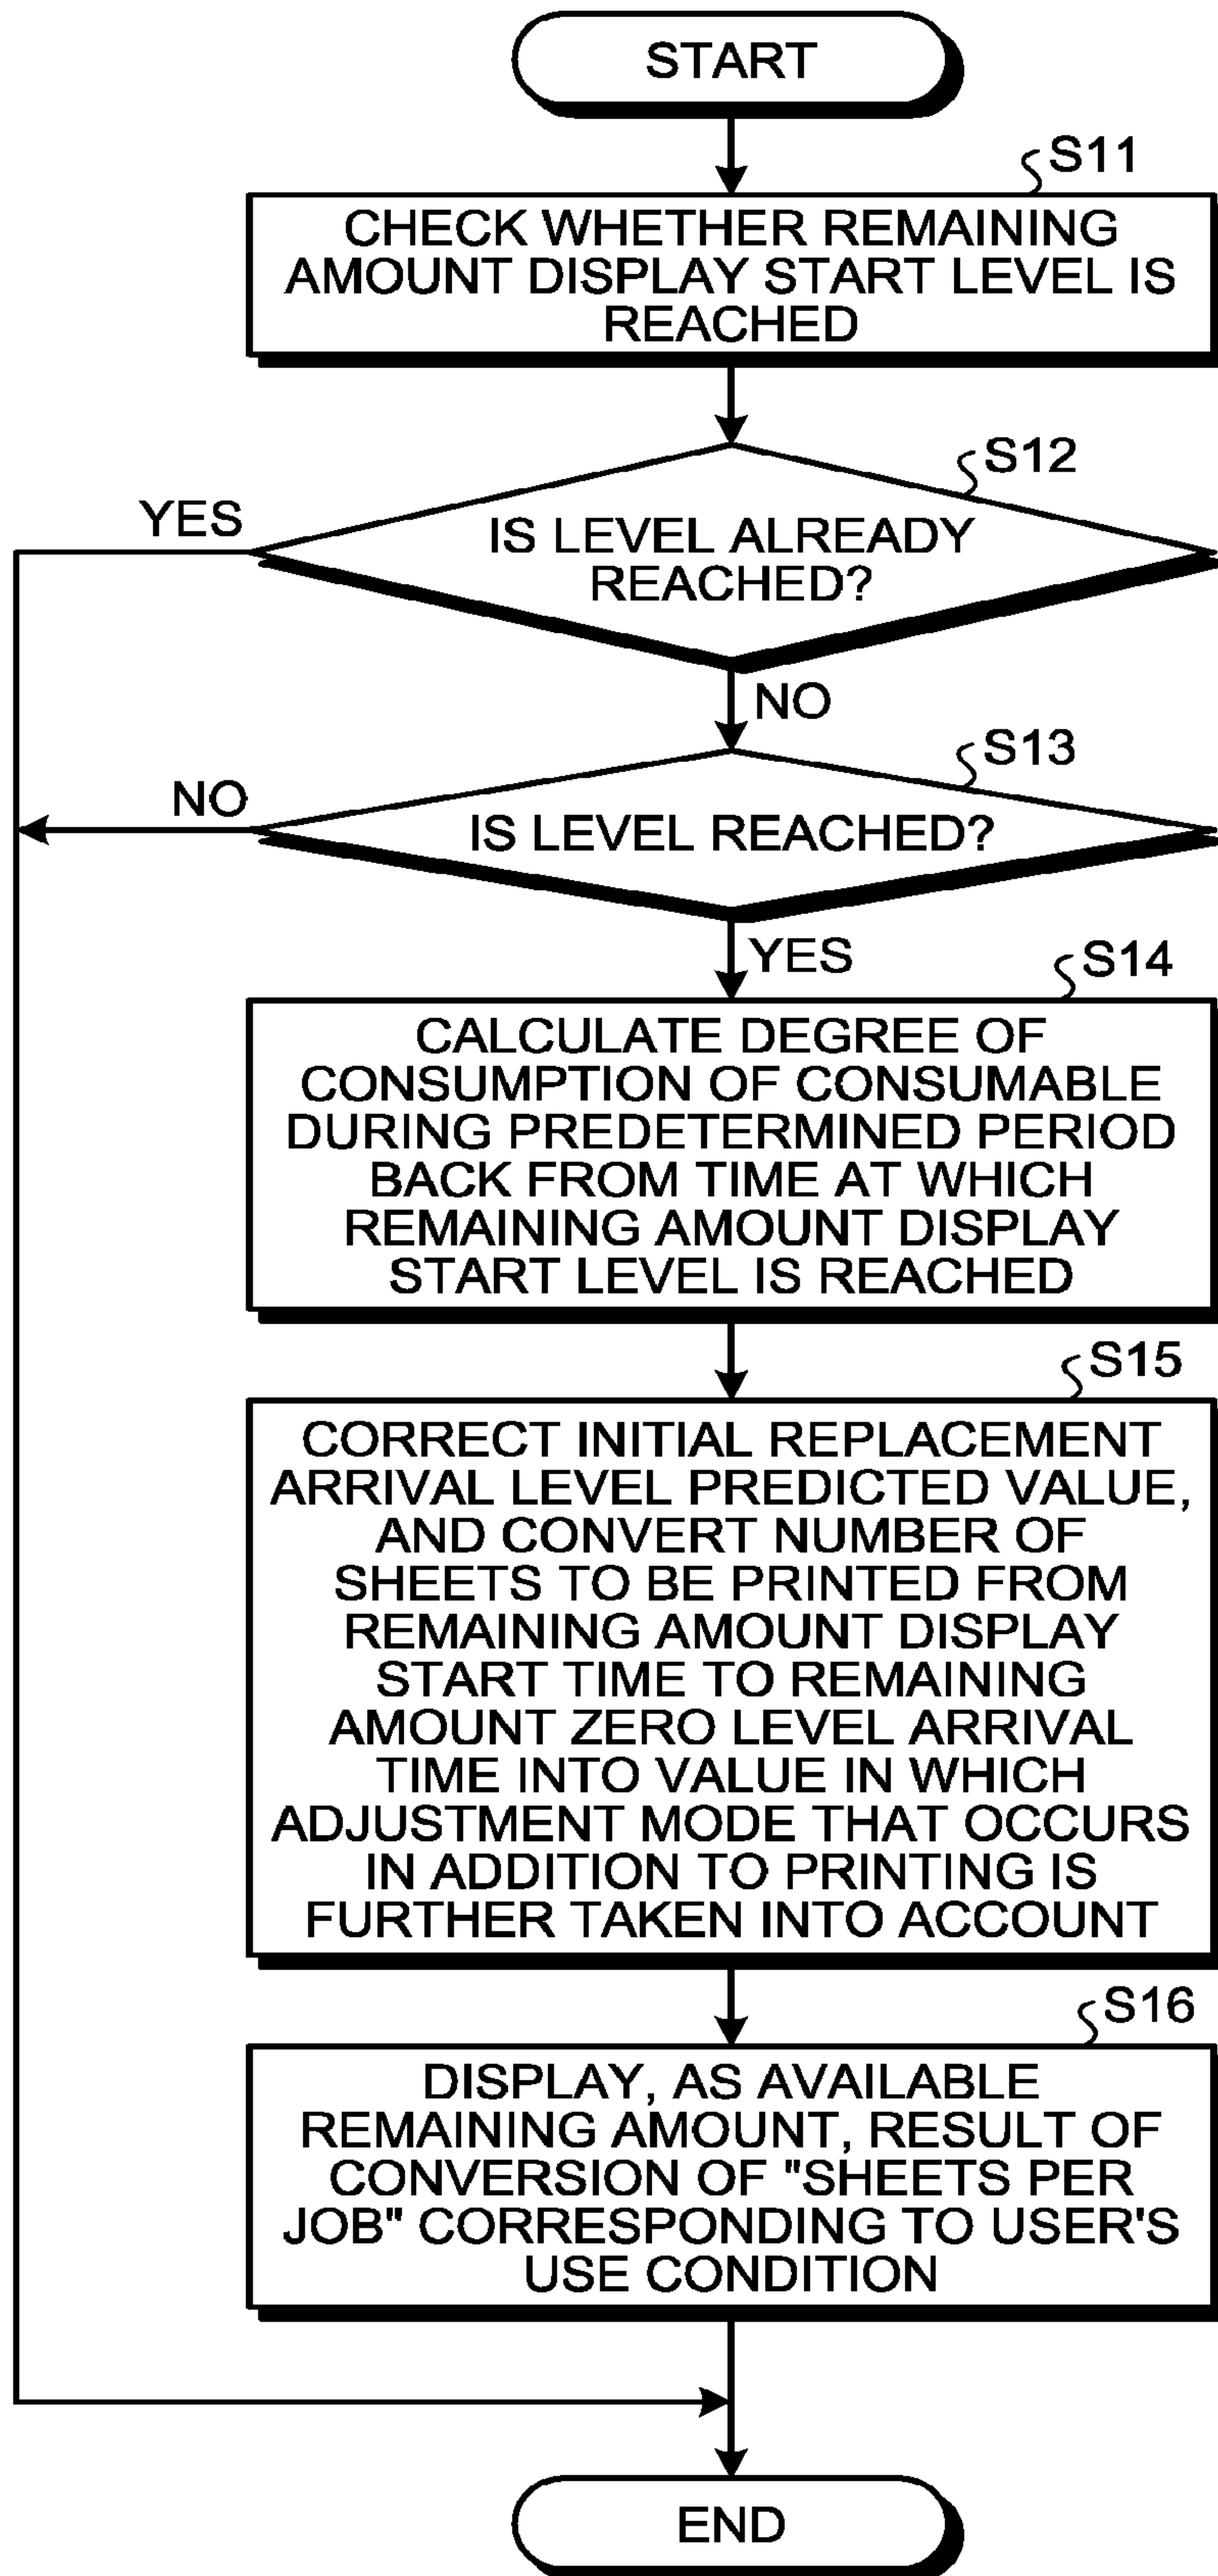 START
S11
CHECK WHETHER REMAINING
AMOUNT DISPLAY START LEVEL IS
REACHED
S12
YES
IS LEVEL ALREADY
REACHED?
NO
S13
NO
IS LEVEL REACHED?
YES
S14
CALCULATE DEGREE OF
CONSUMPTION OF CONSUMABLE
DURING PREDETERMINED PERIOD
BACK FROM TIME AT WHICH
REMAINING AMOUNT DISPLAY
START LEVEL IS REACHED
S15
CORRECT INITIAL REPLACEMENT
ARRIVAL LEVEL PREDICTED VALUE,
AND CONVERT NUMBER OF
SHEETS TO BE PRINTED FROM
REMAINING AMOUNT DISPLAY
START TIME TO REMAINING
AMOUNT ZERO LEVEL ARRIVAL
TIME INTO VALUE IN WHICH
ADJUSTMENT MODE THAT OCCURS
IN ADDITION TO PRINTING IS
FURTHER TAKEN INTO ACCOUNT
S16
DISPLAY, AS AVAILABLE
REMAINING AMOUNT, RESULT OF
CONVERSION OF "SHEETS PER
JOB" CORRESPONDING TO USER'S
USE CONDITION
END